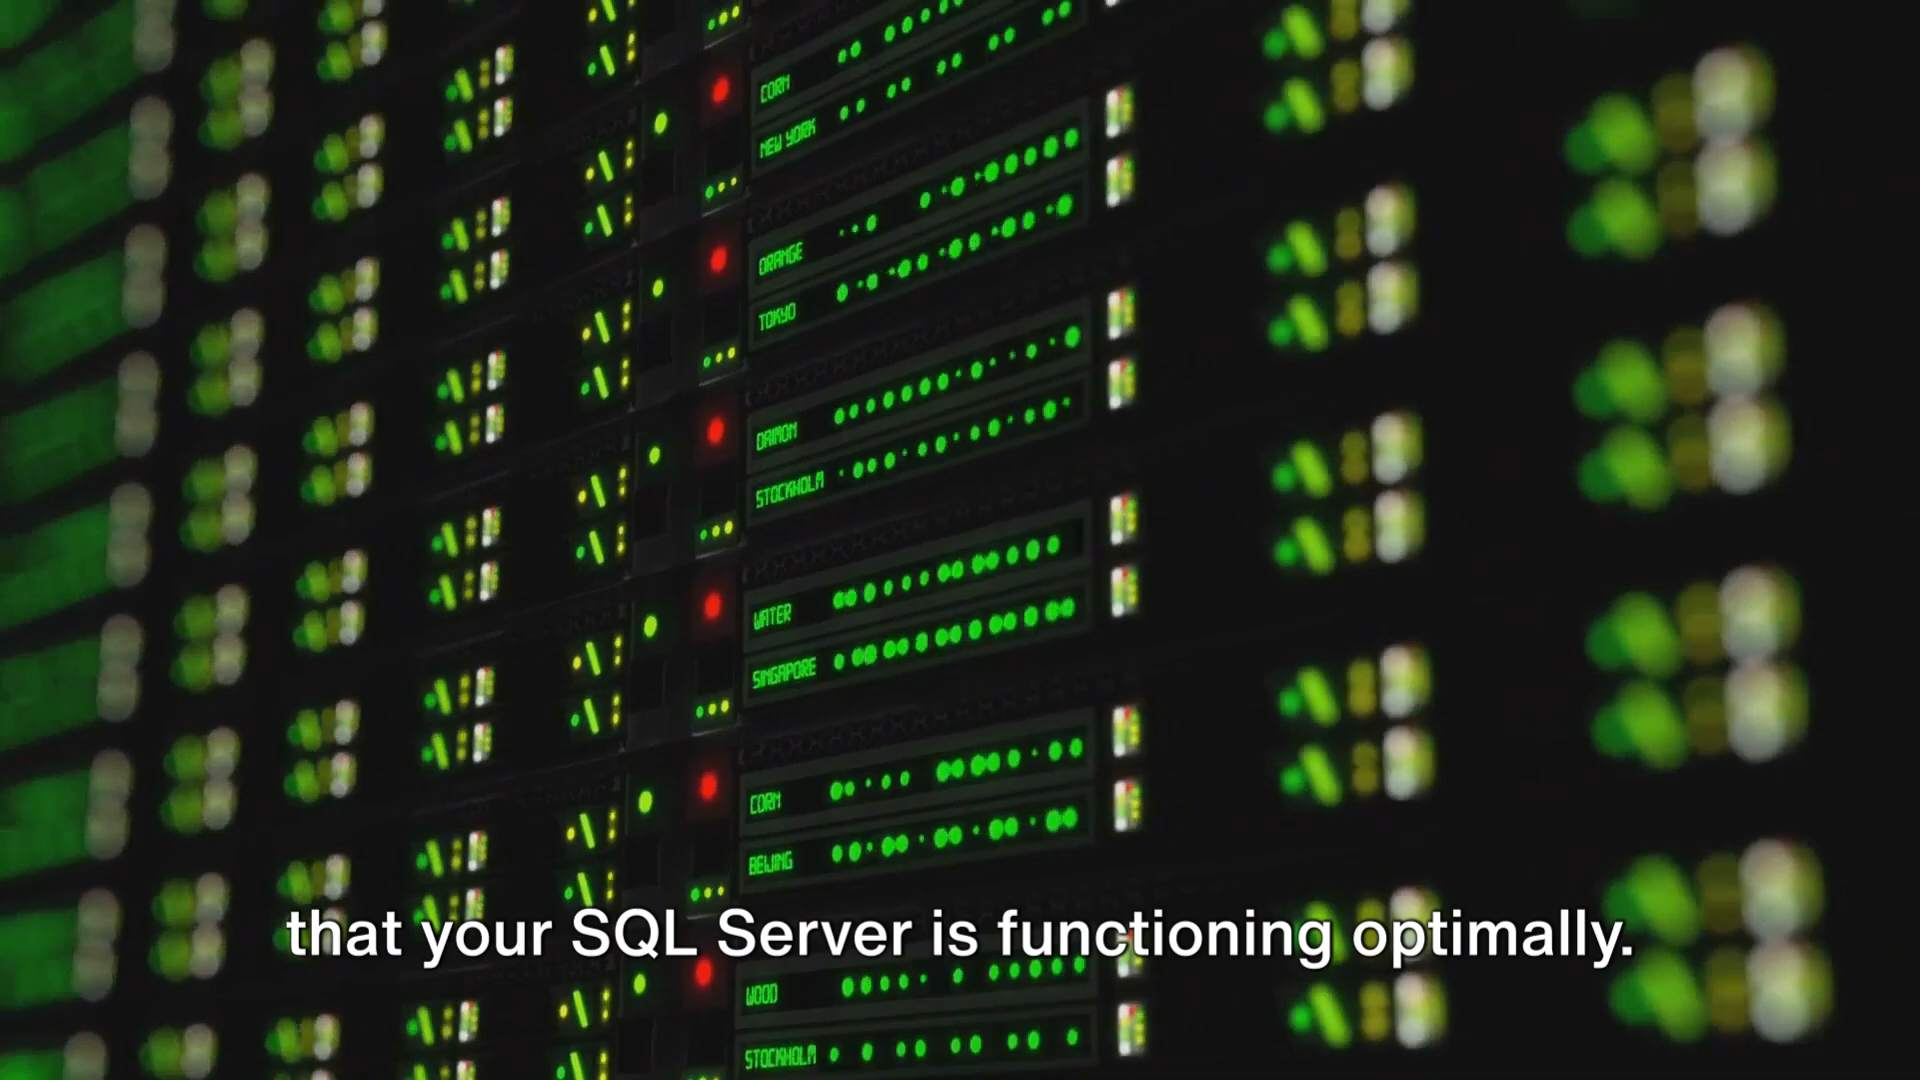 CORN
NEW YORK
ORANGE
TOKYO
DAIMON
STOCKHOLM
WATER
SINGAPORE
CORN
BEIJING
that your SQL Server is functioning optimally.
WOOD
STOCKHOLM